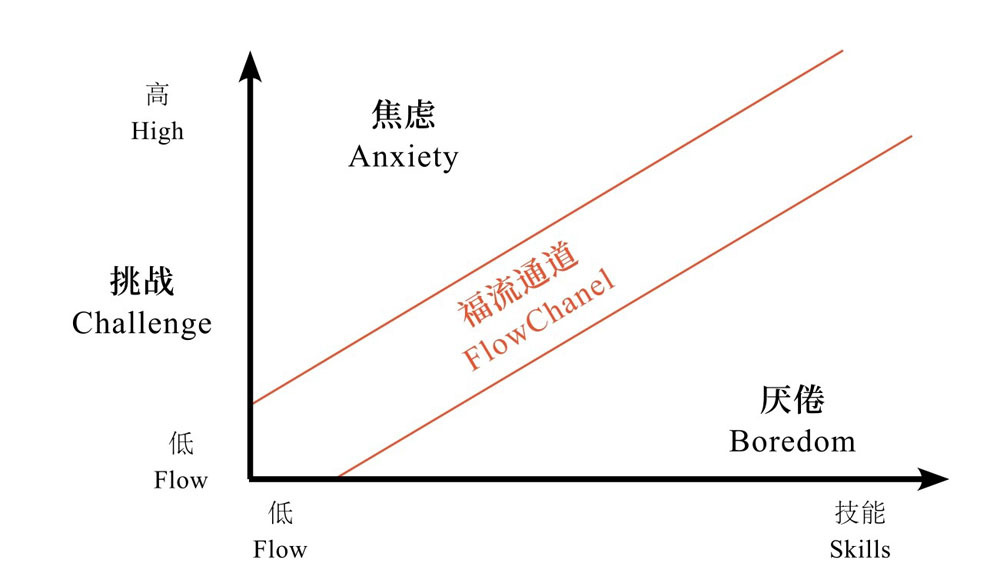 高
High
焦虑
Anxiety
挑战
Challenge
福流通道
FlowChanel
厌倦
Boredom
低
Flow
低
Flow
技能
Skills